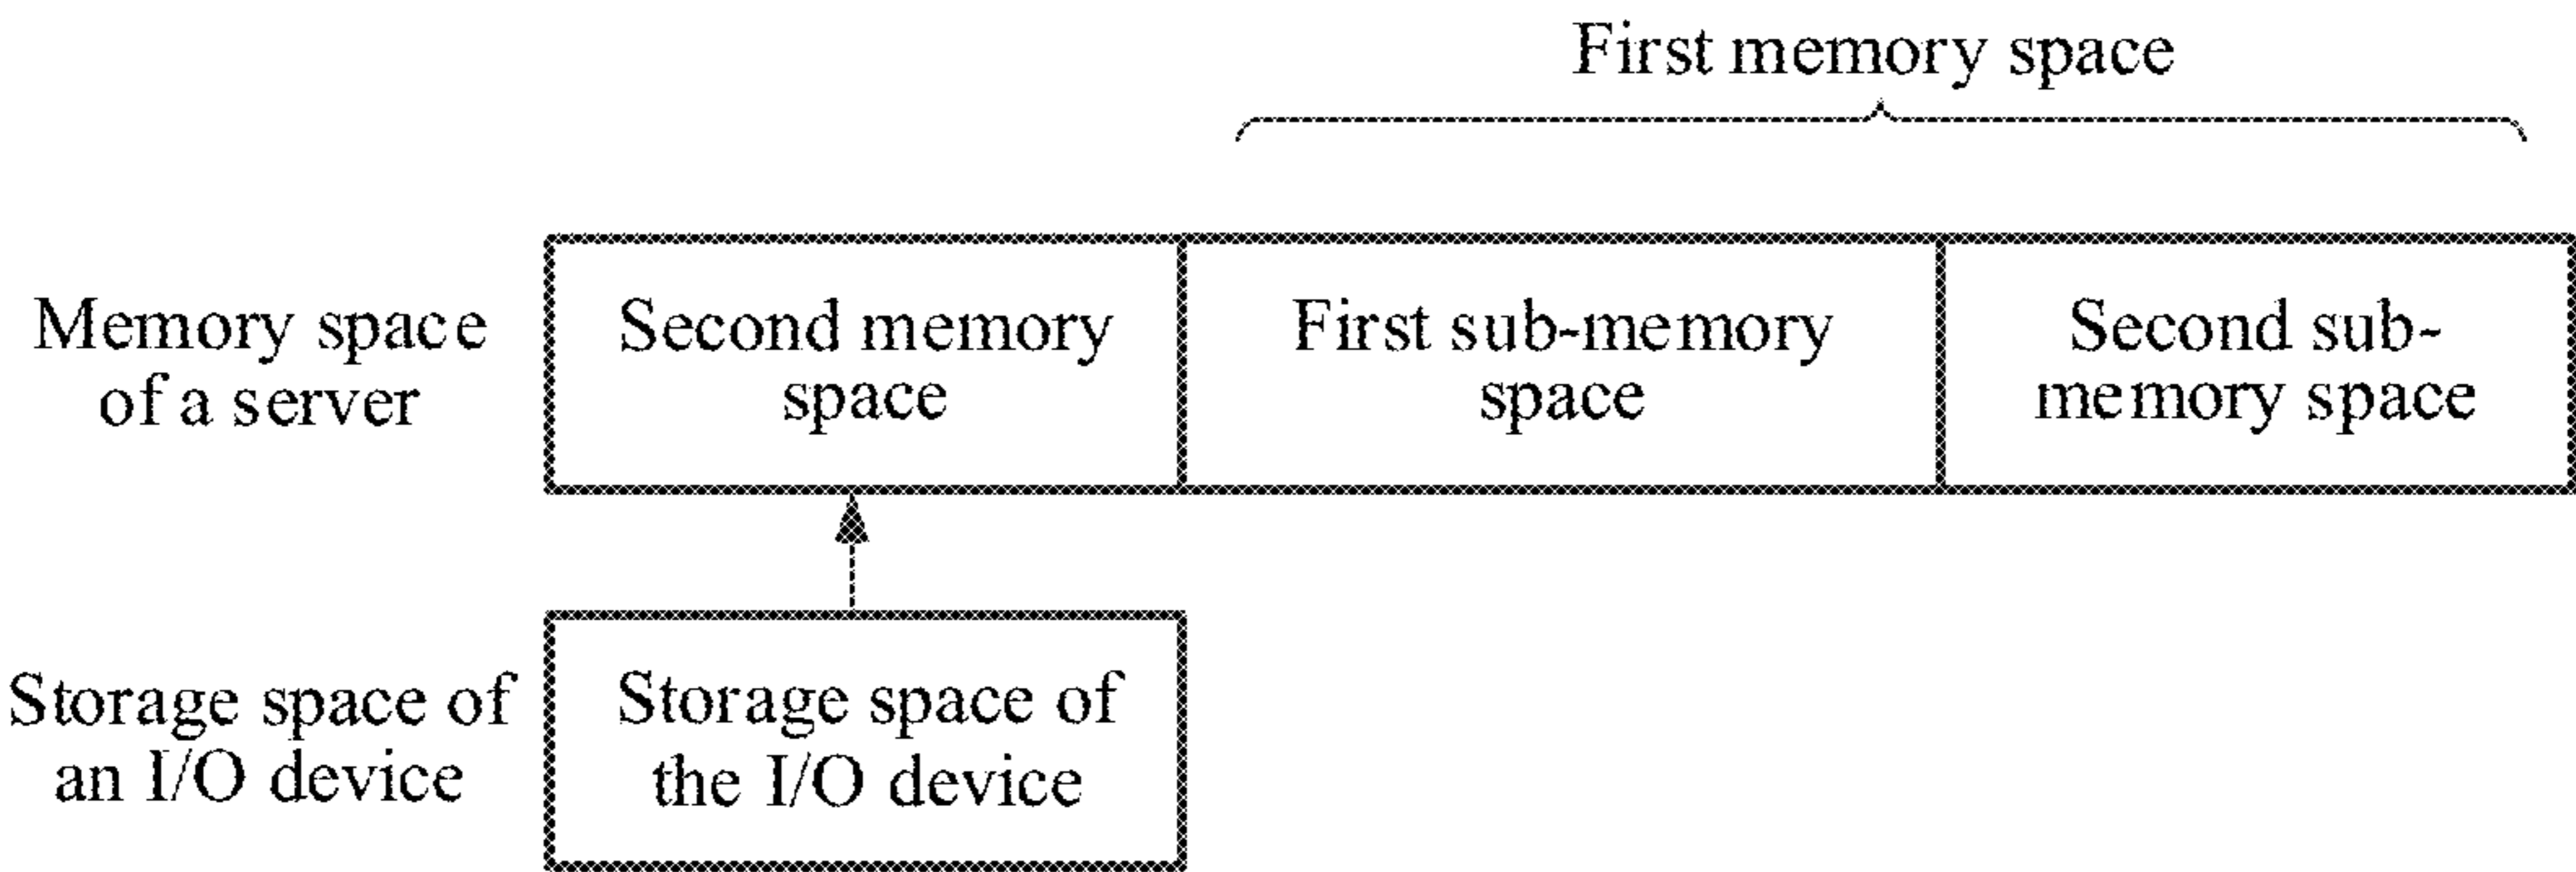 First memory space
Memory space
of a server
Second memory
space
First sub-memory
space
Second sub-
memory space
Storage space of
an I/O device
Storage space of
the I/O device